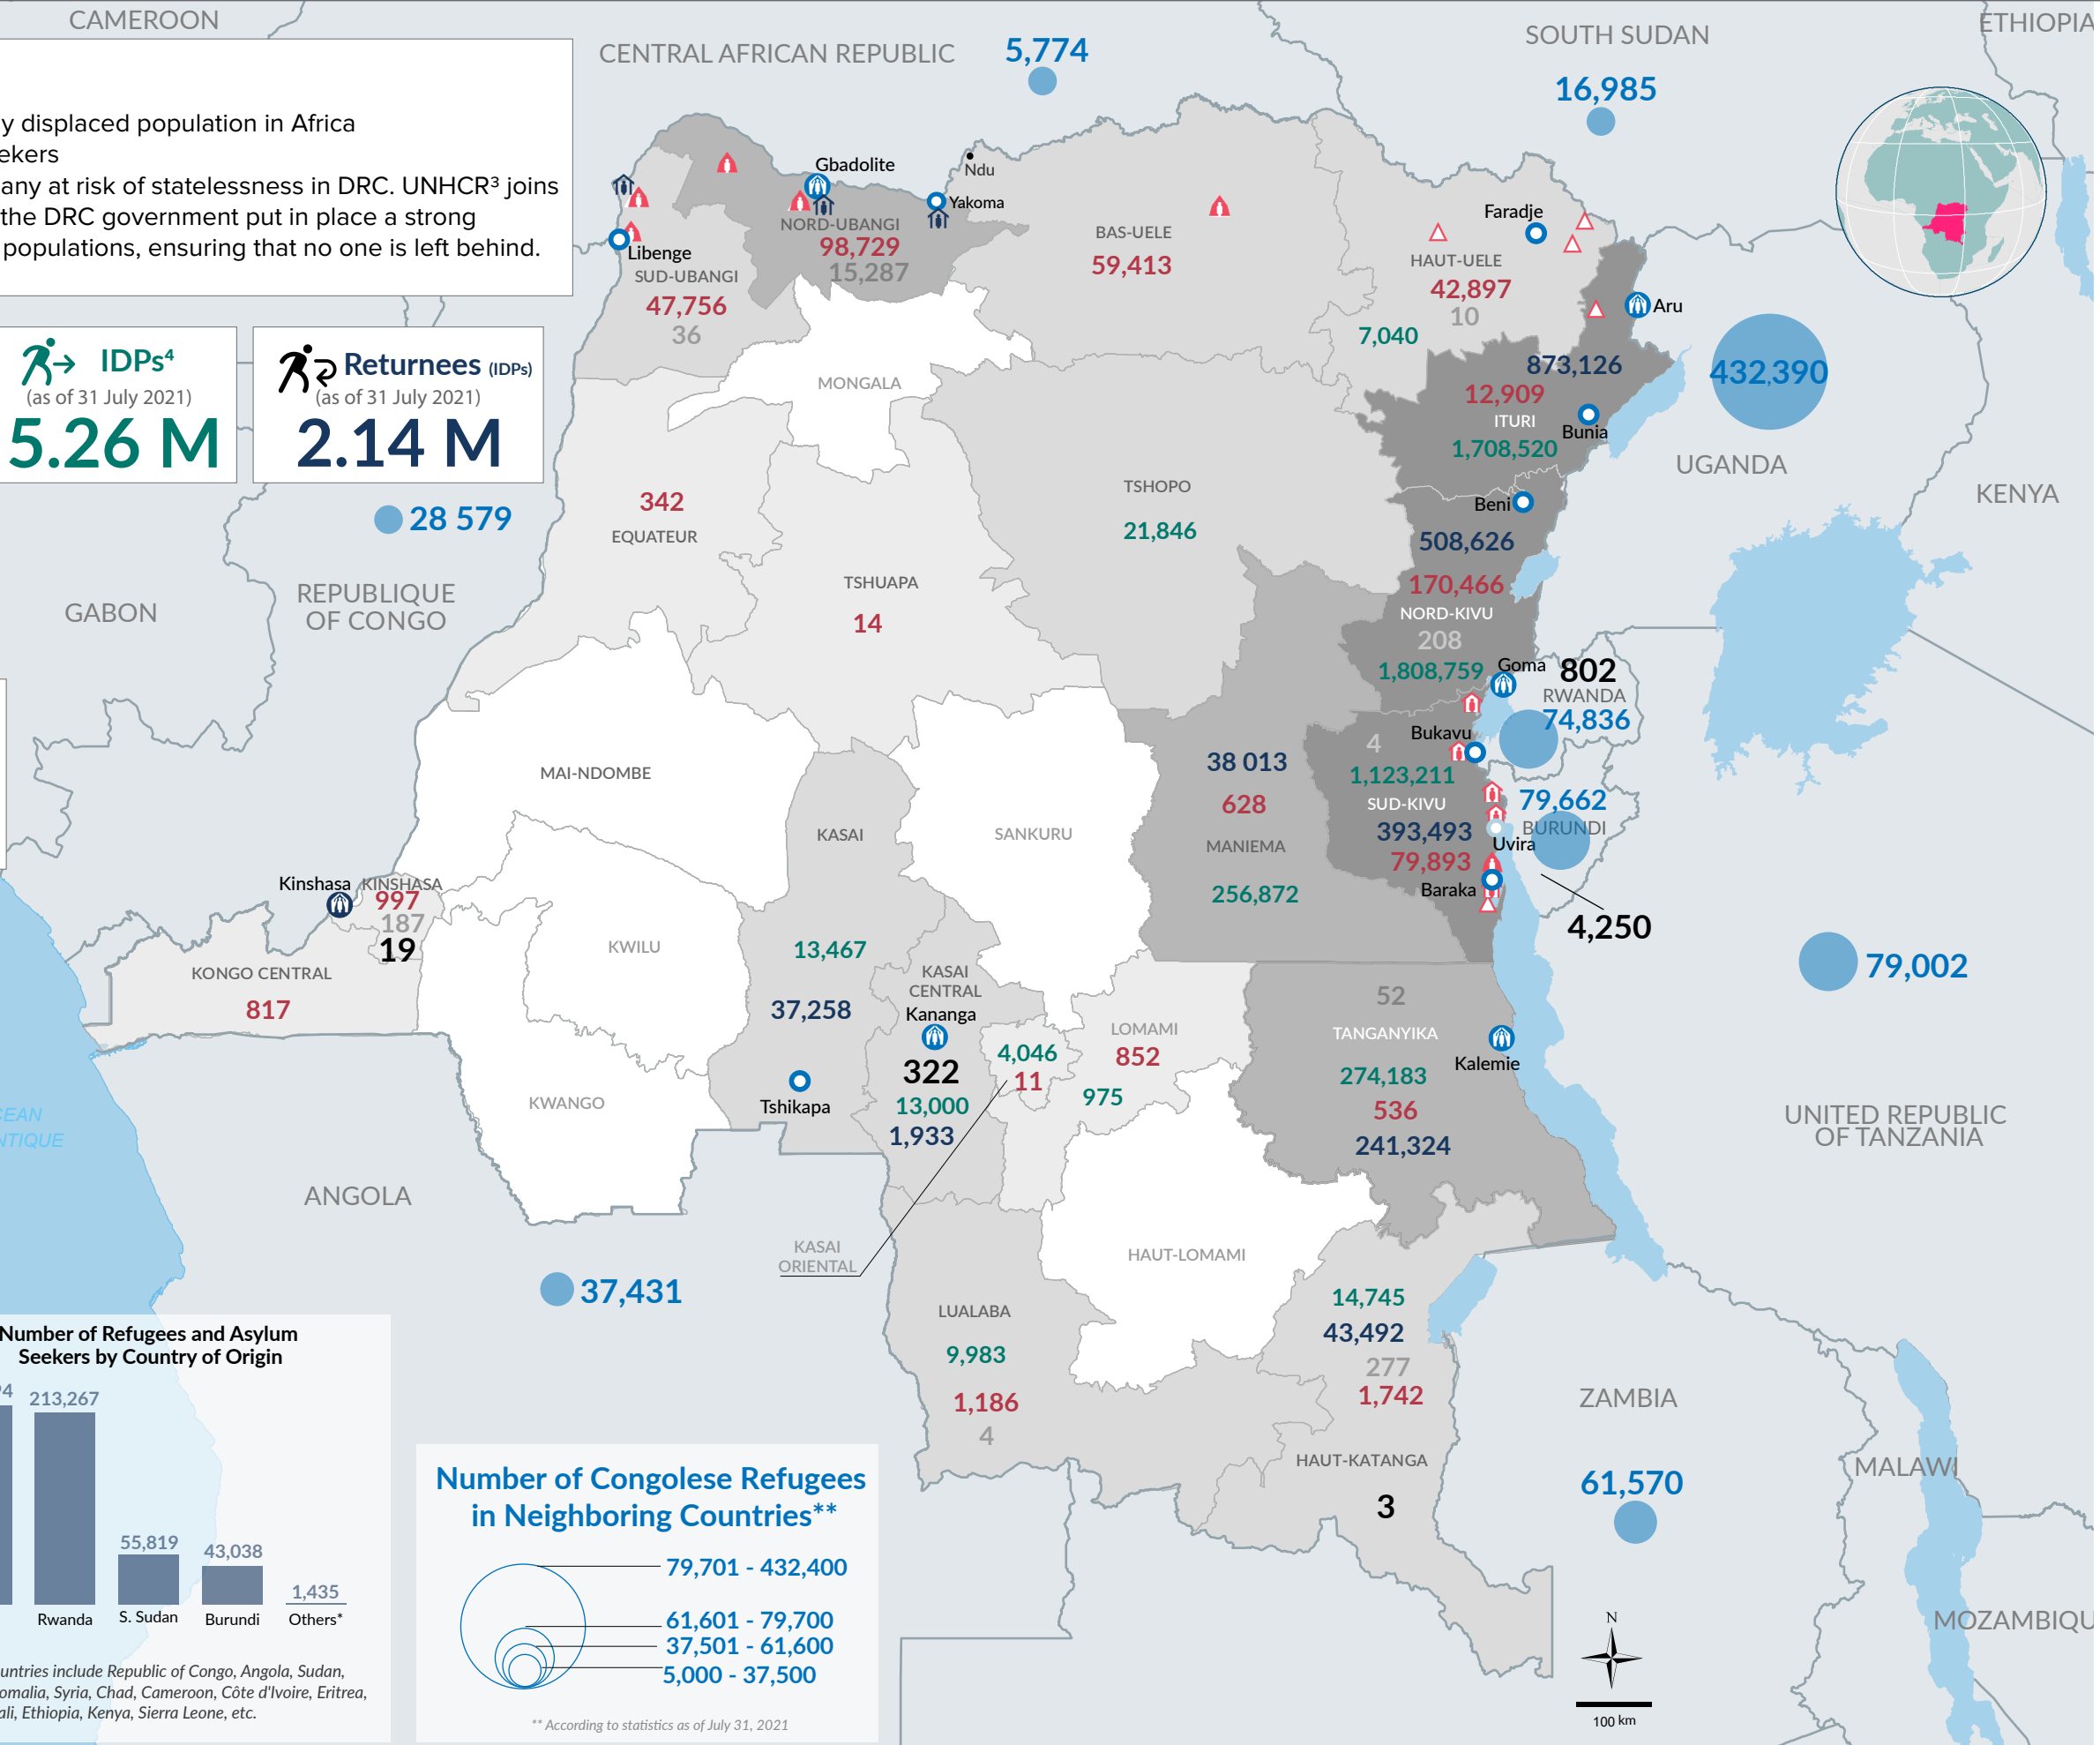 CAMEROON
CENTRAL AFRICAN REPUBLIC
5,774
SOUTH SUDAN
16,985
ETHIOPIA
y displaced population in Africa
ekers
any at risk of statelessness in DRC. UNHCR³ joins
the DRC government put in place a strong
populations, ensuring that no one is left behind.
IDPs⁴
(as of 31 July 2021)
5.26 M
Returnees (IDPs)
(as of 31 July 2021)
2.14 M
Gbadolite
Ndu
Yakoma
NORD-UBANGI
98,729
15,287
Libenge
SUD-UBANGI
47,756
36
BAS-UELE
59,413
Faradje
HAUT-UELE
42,897
10
7,040
Aru
873,126
12,909
ITURI
Bunia
1,708,520
432,390
UGANDA
KENYA
MONGALA
28 579
REPUBLIQUE
OF CONGO
GABON
342
EQUATEUR
TSHUAPA
14
TSHOPO
21,846
Beni
508,626
170,466
NORD-KIVU
208
1,808,759
Goma
802
RWANDA
74,836
Bukavu
4
1,123,211
SUD-KIVU
393,493
79,893
79,662
BURUNDI
Uvira
Baraka
4,250
38 013
628
MANIEMA
256,872
MAI-NDOMBE
KASAI
SANKURU
Kinshasa
KINSHASA
997
187
19
KONGO CENTRAL
817
KWILU
13,467
37,258
KASAI
CENTRAL
Kananga
322
13,000
1,933
Tshikapa
KWANGO
4,046
11
LOMAMI
852
975
52
TANGANYIKA
Kalemie
274,183
536
241,324
79,002
UNITED REPUBLIC
OF TANZANIA
CEAN
NTIQUE
ANGOLA
37,431
KASAI
ORIENTAL
HAUT-LOMAMI
LUALABA
9,983
1,186
4
14,745
43,492
277
1,742
HAUT-KATANGA
3
ZAMBIA
61,570
MALAWI
MOZAMBIQU
Number of Refugees and Asylum
Seekers by Country of Origin
94
213,267
55,819
43,038
1,435
Rwanda
S. Sudan
Burundi
Others*
untries include Republic of Congo, Angola, Sudan,
omalia, Syria, Chad, Cameroon, Côte d'Ivoire, Eritrea,
ali, Ethiopia, Kenya, Sierra Leone, etc.
Number of Congolese Refugees
in Neighboring Countries**
79,701 - 432,400
61,601 - 79,700
37,501 - 61,600
5,000 - 37,500
** According to statistics as of July 31, 2021
N
100 km